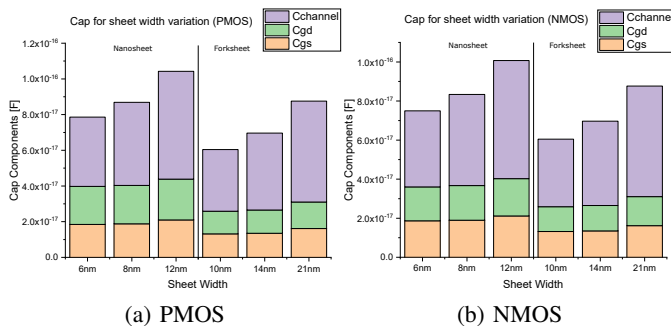 Cap for sheet width variation (PMOS)
Cchannel
Cgd
Cgs
Nanosheet
Forksheet
Cap Components [F]
1.2x10⁻¹⁶
1.0x10⁻¹⁶
8.0x10⁻¹⁷
6.0x10⁻¹⁷
4.0x10⁻¹⁷
2.0x10⁻¹⁷
0.0
6nm 8nm 12nm 10nm 14nm 21nm
Sheet Width
(a) PMOS
Cap for sheet width variation (NMOS)
Cchannel
Cgd
Cgs
Nanosheet
Forksheet
Cap Components [F]
1.0x10⁻¹⁶
8.0x10⁻¹⁷
6.0x10⁻¹⁷
4.0x10⁻¹⁷
2.0x10⁻¹⁷
0.0
6nm 8nm 12nm 10nm 14nm 21nm
Sheet Width
(b) NMOS